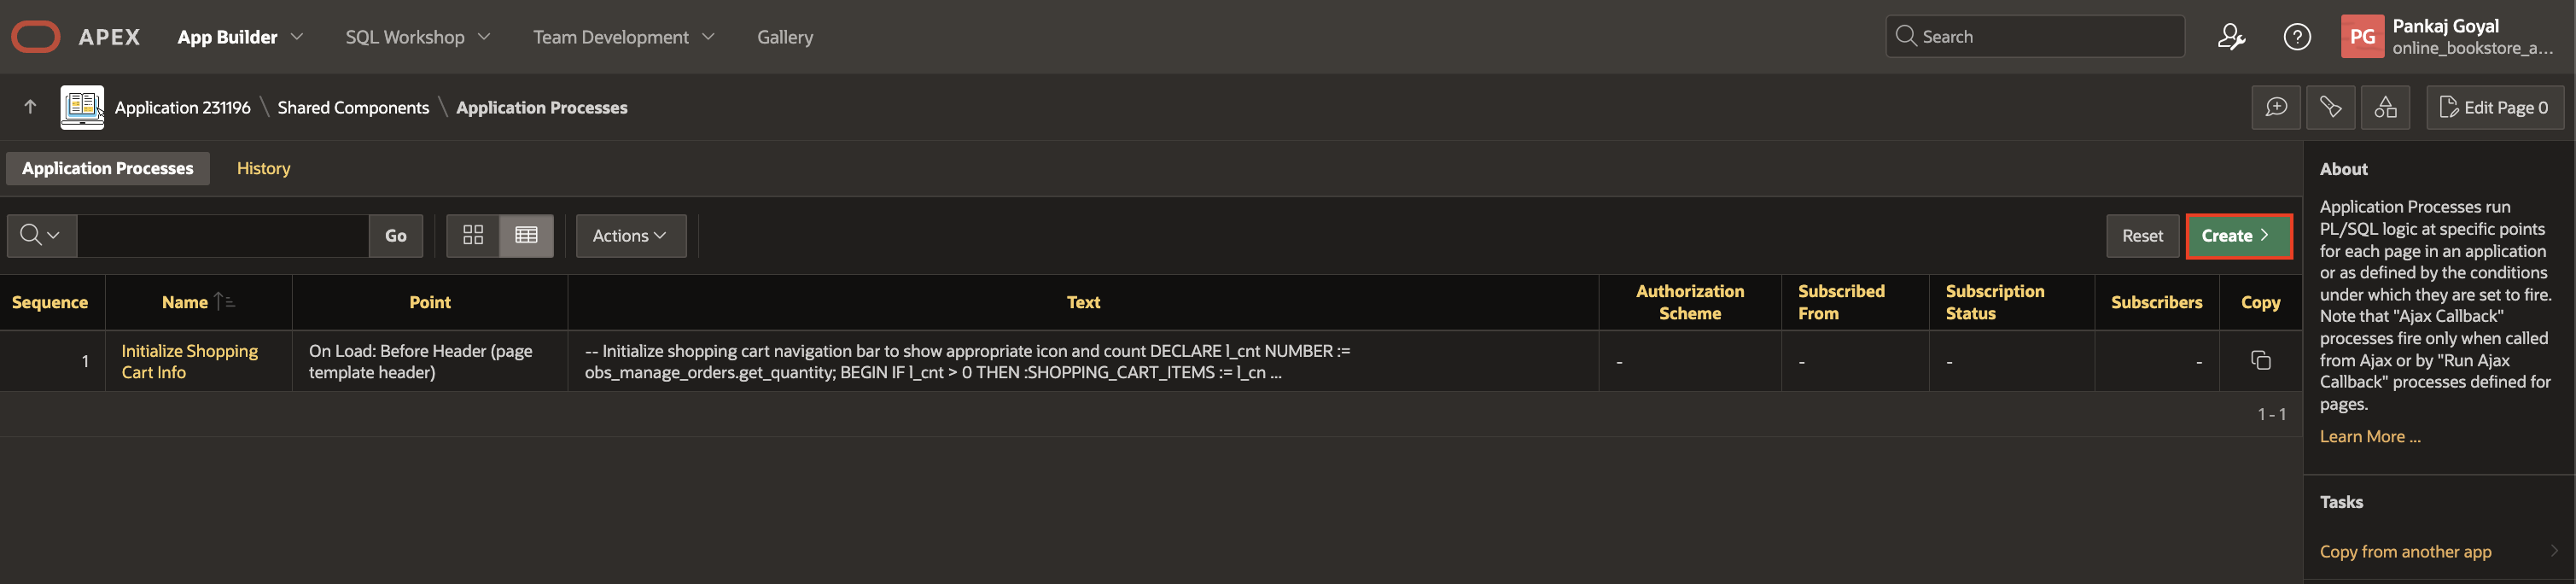 APEX App Builder SQL Workshop Team Development Gallery Search Pankaj Goyal
online_bookstore_a...
PG
Application 231196 \ Shared Components \ Application Processes Edit Page 0
Application Processes History
Go Actions Reset Create
Sequence Name Point Text Authorization Scheme Subscribed From Subscription Status Subscribers Copy
1 Initialize Shopping Cart Info On Load: Before Header (page template header) -- Initialize shopping cart navigation bar to show appropriate icon and count DECLARE l_cnt NUMBER := obs_manage_orders.get_quantity; BEGIN IF l_cnt > 0 THEN :SHOPPING_CART_ITEMS := l_cn ... - - - -
1 - 1
About
Application Processes run
PL/SQL logic at specific points
for each page in an application
or as defined by the conditions
under which they are set to fire.
Note that "Ajax Callback"
processes fire only when called
from Ajax or by "Run Ajax
Callback" processes defined for
pages.
Learn More ...
Tasks
Copy from another app